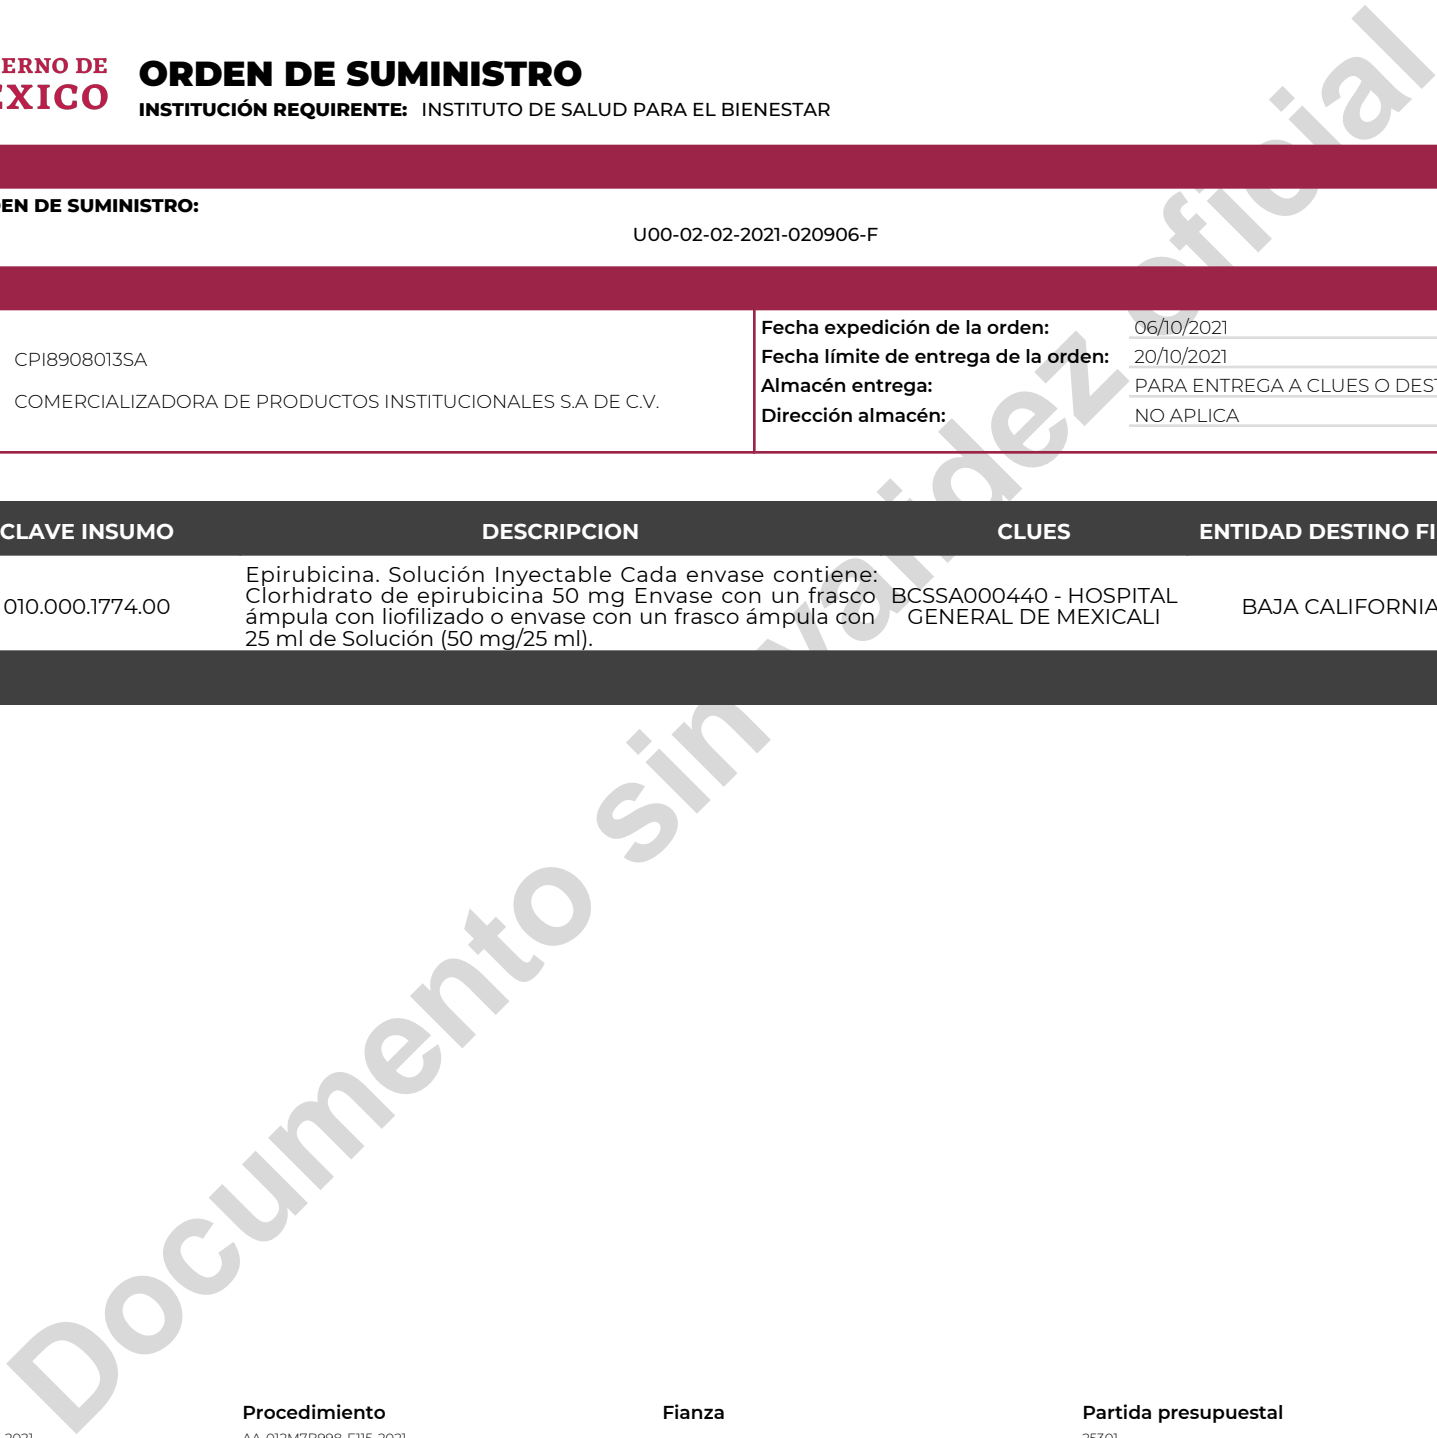 ERNO DE
ORDEN DE SUMINISTRO
INSTITUCIÓN REQUIRENTE: INSTITUTO DE SALUD PARA EL BIENESTAR
EN DE SUMINISTRO:
U00-02-02-2021-020906-F
CPI8908013SA
COMERCIALIZADORA DE PRODUCTOS INSTITUCIONALES S.A DE C.V.
Fecha expedición de la orden: 06/10/2021
Fecha límite de entrega de la orden: 20/10/2021
Almacén entrega: PARA ENTREGA A CLUES O DEST
Dirección almacén: NO APLICA
CLAVE INSUMO DESCRIPCION CLUES ENTIDAD DESTINO FI
010.000.1774.00
Epirubicina. Solución Inyectable Cada envase contiene:
Clorhidrato de epirubicina 50 mg Envase con un frasco
ámpula con liofilizado o envase con un frasco ámpula con
25 ml de Solución (50 mg/25 ml).
BCSSA000440 - HOSPITAL
GENERAL DE MEXICALI
BAJA CALIFORNIA
Documento sin validez oficial
Procedimiento Fianza Partida presupuestal